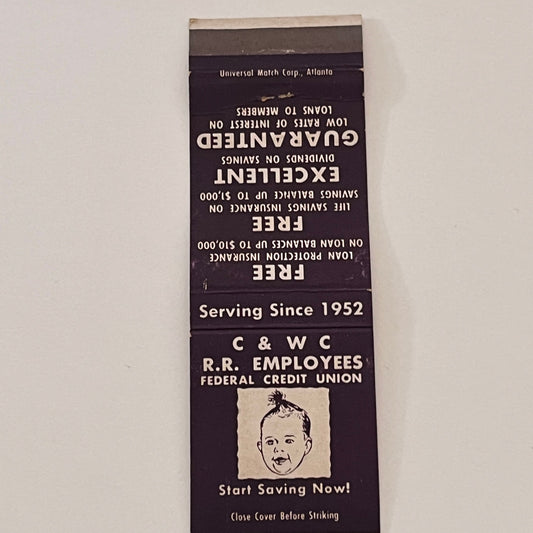 Universal Match Corp., Atlanta
FREE
LOAN PROTECTION INSURANCE
ON LOAN BALANCES UP TO $10,000
FREE
LIFE SAVINGS INSURANCE ON
SAVINGS BALANCE UP TO $1,000
EXCELLENT
DIVIDENDS ON SAVINGS
GUARANTEED
LOW RATES OF INTEREST ON
LOANS TO MEMBERS
Serving Since 1952
C & W C
R.R. EMPLOYEES
FEDERAL CREDIT UNION
Start Saving Now!
Close Cover Before Striking